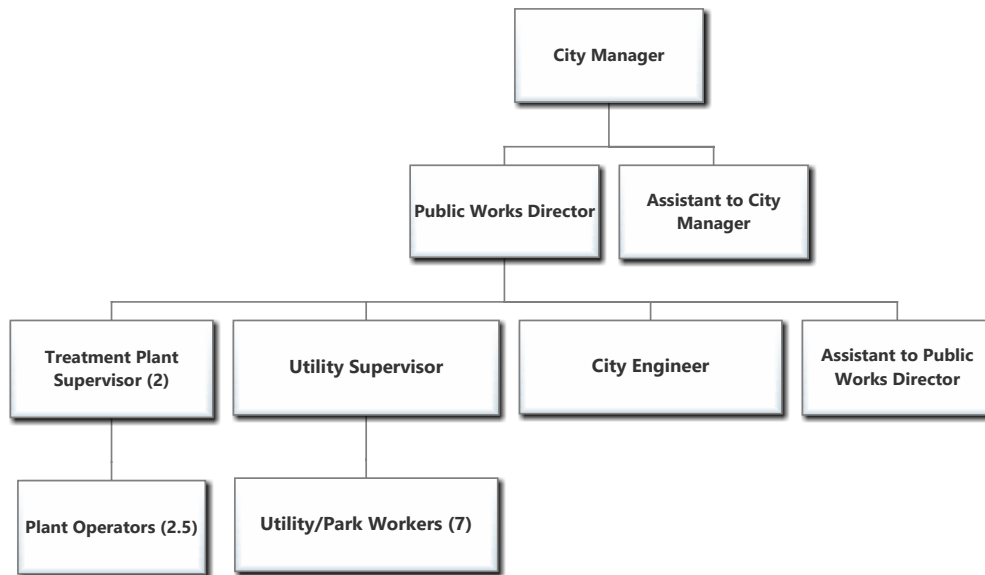 City Manager
Public Works Director
Assistant to City
Manager
Treatment Plant
Supervisor (2)
Utility Supervisor
City Engineer
Assistant to Public
Works Director
Plant Operators (2.5)
Utility/Park Workers (7)